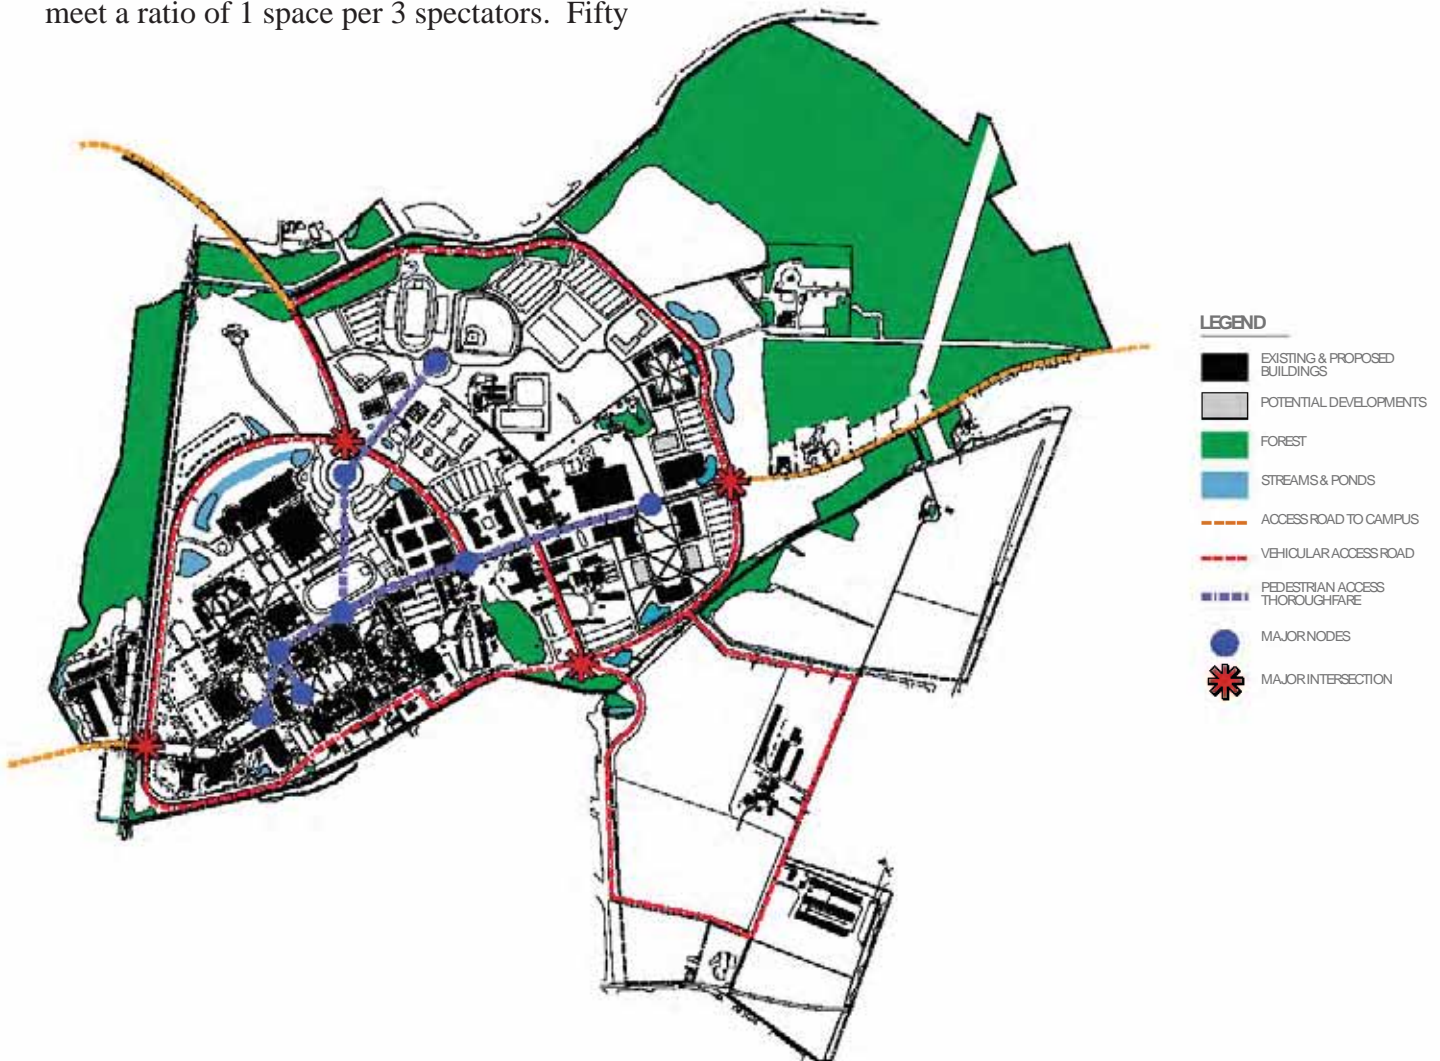 meet a ratio of 1 space per 3 spectators. Fifty
LEGEND
EXISTING & PROPOSED
BUILDINGS
POTENTIAL DEVELOPMENTS
FOREST
STREAMS & PONDS
ACCESS ROAD TO CAMPUS
VEHICULAR ACCESS ROAD
PEDESTRIAN ACCESS
THOROUGHFARE
MAJOR NODES
MAJOR INTERSECTION